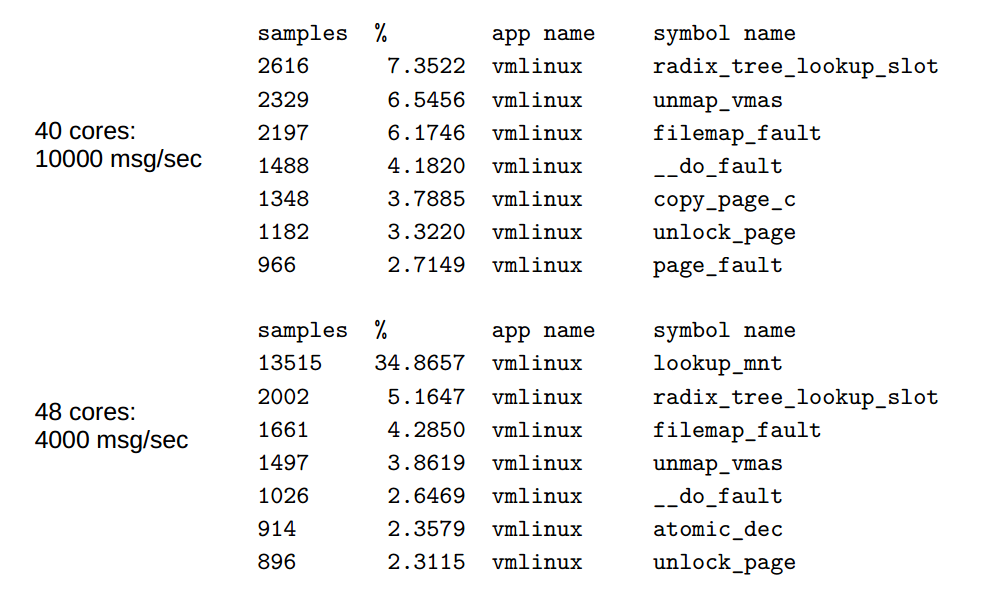 samples % app name symbol name
2616 7.3522 vmlinux radix_tree_lookup_slot
2329 6.5456 vmlinux unmap_vmas
40 cores:
10000 msg/sec
2197 6.1746 vmlinux filemap_fault
1488 4.1820 vmlinux __do_fault
1348 3.7885 vmlinux copy_page_c
1182 3.3220 vmlinux unlock_page
966 2.7149 vmlinux page_fault
samples % app name symbol name
13515 34.8657 vmlinux lookup_mnt
2002 5.1647 vmlinux radix_tree_lookup_slot
48 cores:
4000 msg/sec
1661 4.2850 vmlinux filemap_fault
1497 3.8619 vmlinux unmap_vmas
1026 2.6469 vmlinux __do_fault
914 2.3579 vmlinux atomic_dec
896 2.3115 vmlinux unlock_page